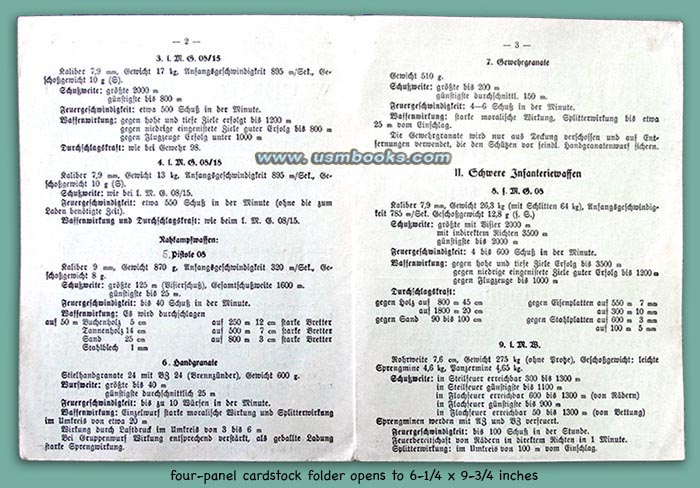 — 2 —
3. l. M. G. 08/15
Kaliber 7,9 mm, Gewicht 17 kg, Anfangsgeschwindigkeit 895 m/Sek., Ge-
schoßgewicht 10 g (S).
Schußweite: größte 2000 m
günstigste bis 800 m
Feuergeschwindigkeit: etwa 500 Schuß in der Minute.
Waffenwirkung: gegen hohe und tiefe Ziele erfolgt bis 1200 m
gegen niedrige eingenistete Ziele guter Erfolg bis 800 m
gegen Flugzeuge Erfolg unter 1000 m
Durchschlagskraft: wie bei Gewehr 98.
4. l. M. G. 08/15
Kaliber 7,9 mm, Gewicht 13 kg, Anfangsgeschwindigkeit 895 m/Sek., Ge-
schoßgewicht 10 g (S).
Schußweite: wie bei l. M. G. 08/15.
Feuergeschwindigkeit: etwa 550 Schuß in der Minute (ohne die zum
Laden benötigte Zeit).
Waffenwirkung und Durchschlagskraft: wie beim l. M. G. 08/15.
Nahkampfwaffen:
5. Pistole 08
Kaliber 9 mm, Gewicht 870 g, Anfangsgeschwindigkeit 320 m/Sek., Ge-
schoßgewicht 8 g.
Schußweite: größte 125 m (Visierschuß), Gesamtschußweite 1600 m.
günstigste bis 25 m.
Feuergeschwindigkeit: bis 40 Schuß in der Minute.
Waffenwirkung: Es wird durchschlagen
auf 50 m Buchenholz 5 cm auf 250 m 12 cm starke Bretter
Tannenholz 14 cm auf 500 m 7 cm starke Bretter
Sand 25 cm auf 800 m 3 cm starke Bretter
Stahlblech 1 mm
6. Handgranate
Stielhandgranate 24 mit BZ 24 (Brennzünder), Gewicht 600 g.
Wurfweite: größte bis 40 m
günstigste durchschnittlich 25 m
Feuergeschwindigkeit: bis zu 10 Würfen in der Minute.
Waffenwirkung: Einzelwurf starke moralische Wirkung und Splitterwirkung
im Umkreis von etwa 20 m
Wirkung durch Luftdruck im Umkreis von 3 bis 6 m
Bei Gruppenwurf Wirkung entsprechend verstärkt, als geballte Ladung
starke Sprengwirkung.
— 3 —
7. Gewehrgranate
Gewicht 510 g.
Schußweite: größte bis 200 m
günstigste durchschnittl. 150 m.
Feuergeschwindigkeit: 4—6 Schuß in der Minute.
Waffenwirkung: starke moralische Wirkung, Splitterwirkung bis etwa
25 m vom Einschlag.
Die Gewehrgranate wird nur aus Deckung verschossen und auf Ent-
fernungen verwendet, die den Schützen vor feindl. Handgranatenwurf sichern.
II. Schwere Infanteriewaffen
8. s. M. G. 08
Kaliber 7,9 mm, Gewicht 26,3 kg (mit Schlitten 64 kg), Anfangsgeschwindig-
keit 785 m/Sek. Geschoßgewicht 12,8 g (s. S.)
Schußweite: größte mit Visier 2000 m
mit indirektem Richten 3500 m
günstigste bis 2000 m
Feuergeschwindigkeit: 4 bis 600 Schuß in der Minute.
Waffenwirkung: gegen hohe und tiefe Ziele Erfolg bis 3500 m
gegen niedrige eingenistete Ziele guter Erfolg bis 1200 m
gegen Flugzeuge bis 1000 m
Durchschlagskraft:
gegen Holz auf 800 m 45 cm gegen Eisenplatten auf 550 m 7 mm
auf 1800 m 20 cm auf 300 m 10 mm
gegen Sand 90 bis 100 cm gegen Stahlplatten auf 600 m 3 mm
auf 100 m 5 mm
9. l. M. W.
Rohrweite 7,6 cm, Gewicht 275 kg (ohne Protze), Geschoßgewicht: leichte
Sprengmine 4,6 kg, Panzermine 4,65 kg.
Schußweite: in Steilfeuer erreichbar 300 bis 1300 m
in Steilfeuer günstigste bis 1100 m
in Flachfeuer erreichbar 600 bis 1300 m (von Rädern)
in Flachfeuer günstigste bis 900 m
in Flachfeuer erreichbar 50 bis 1300 m (von Bettung)
Sprengminen werden mit AZ und BZ verfeuert.
Feuergeschwindigkeit: bis 100 Schuß in der Stunde.
Feuerbereitschaft von Rädern in direktem Richten in 1 Minute.
Splitterwirkung: im Umkreis von 50 m.
www.usmbooks.com
four-panel cardstock folder opens to 6-1/4 x 9-3/4 inches